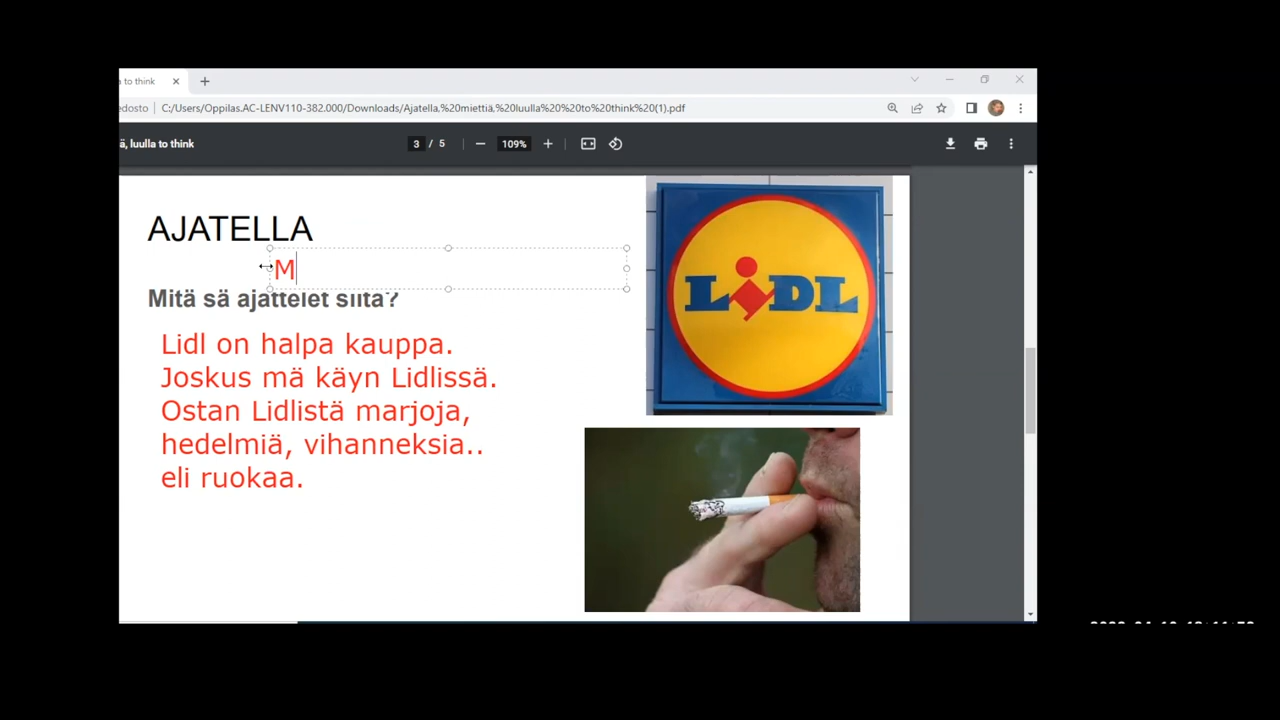 a to think
edosto
C:/Users/Oppilas.AC-LENV110-382.000/Downloads/Ajatella,%20miettiä,%20luulla%20%20to%20think%20(1).pdf
ä, luulla to think
3 / 5
109%
AJATELLA
M
Mitä sä ajattelet siitä?
Lidl on halpa kauppa.
Joskus mä käyn Lidlissä.
Ostan Lidlistä marjoja,
hedelmiä, vihanneksia..
eli ruokaa.
LIDL